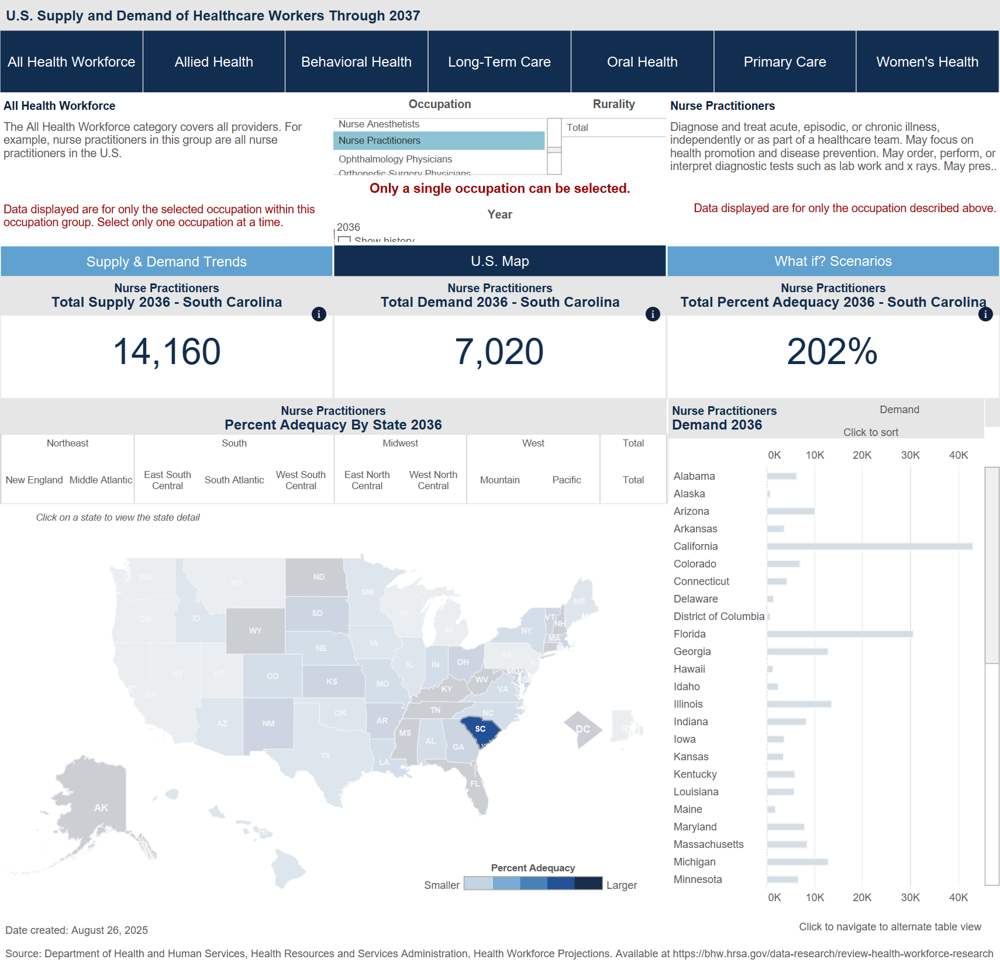 U.S. Supply and Demand of Healthcare Workers Through 2037
All Health Workforce
Allied Health
Behavioral Health
Long-Term Care
Oral Health
Primary Care
Women's Health
All Health Workforce
The All Health Workforce category covers all providers. For
example, nurse practitioners in this group are all nurse
practitioners in the U.S.
Data displayed are for only the selected occupation within this
occupation group. Select only one occupation at a time.
Occupation
Nurse Anesthetists
Nurse Practitioners
Ophthalmology Physicians
Orthopedic Surgery Physicians
Rurality
Total
Only a single occupation can be selected.
Year
2036
Show history
Nurse Practitioners
Diagnose and treat acute, episodic, or chronic illness,
independently or as part of a healthcare team. May focus on
health promotion and disease prevention. May order, perform, or
interpret diagnostic tests such as lab work and x rays. May pres..
Data displayed are for only the occupation described above.
Supply & Demand Trends
U.S. Map
What if? Scenarios
Nurse Practitioners
Total Supply 2036 - South Carolina
14,160
Nurse Practitioners
Total Demand 2036 - South Carolina
7,020
Nurse Practitioners
Total Percent Adequacy 2036 - South Carolina
202%
Nurse Practitioners
Percent Adequacy By State 2036
Northeast
South
Midwest
West
Total
New England
Middle Atlantic
East South
Central
South Atlantic
West South
Central
East North
Central
West North
Central
Mountain
Pacific
Total
Click on a state to view the state detail
WA
MT
ND
MN
ME
OR
ID
SD
WI
VT
NH
WY
MI
NY
MA
NE
IA
PA
NJ
NV
UT
CO
IL
IN
OH
MD
DE
KS
MO
WV
VA
CA
KY
AZ
NM
OK
AR
TN
NC
SC
DC
RI
MS
AL
GA
TX
LA
FL
AK
HI
Percent Adequacy
Smaller
Larger
Nurse Practitioners
Demand 2036
Demand
Click to sort
0K 10K 20K 30K 40K
Alabama
Alaska
Arizona
Arkansas
California
Colorado
Connecticut
Delaware
District of Columbia
Florida
Georgia
Hawaii
Idaho
Illinois
Indiana
Iowa
Kansas
Kentucky
Louisiana
Maine
Maryland
Massachusetts
Michigan
Minnesota
0K 10K 20K 30K 40K
Date created: August 26, 2025
Click to navigate to alternate table view
Source: Department of Health and Human Services, Health Resources and Services Administration, Health Workforce Projections. Available at https://bhw.hrsa.gov/data-research/review-health-workforce-research